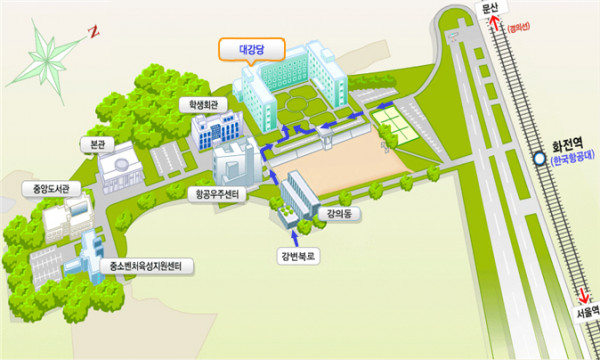 문산
(경의선)
Z
대강당
학생회관
본관
화전역
(한국항공대)
중앙도서관
항공우주센터
강의동
강변북로
중소벤처육성지원센터
서울역